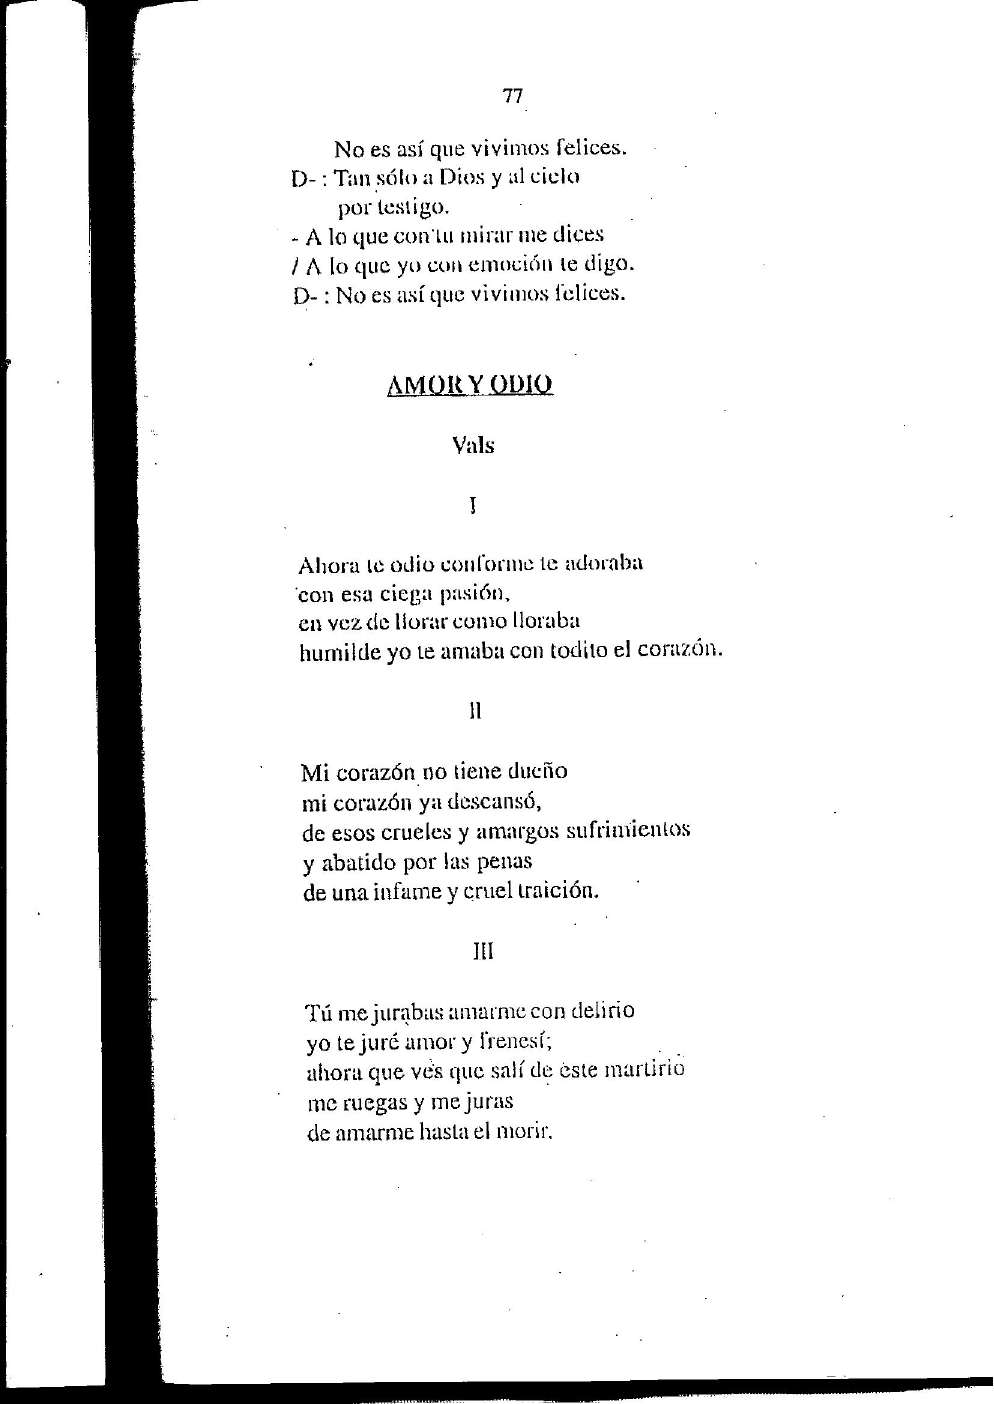 77
No es así que vivimos felices.
D- : Tan sólo a Dios y al cielo
por testigo.
- A lo que con tu mirar me dices
/ A lo que yo con emoción te digo.
D- : No es así que vivimos felices.
AMOR Y ODIO
Vals
I
Ahora te odio conforme te adoraba
con esa ciega pasión,
en vez de llorar como lloraba
humilde yo te amaba con todito el corazón.
II
Mi corazón no tiene dueño
mi corazón ya descansó,
de esos crueles y amargos sufrimientos
y abatido por las penas
de una infame y cruel traición.
III
Tú me jurabas amarme con delirio
yo te juré amor y frenesí;
ahora que ves que salí de este martirio
me ruegas y me juras
de amarme hasta el morir.